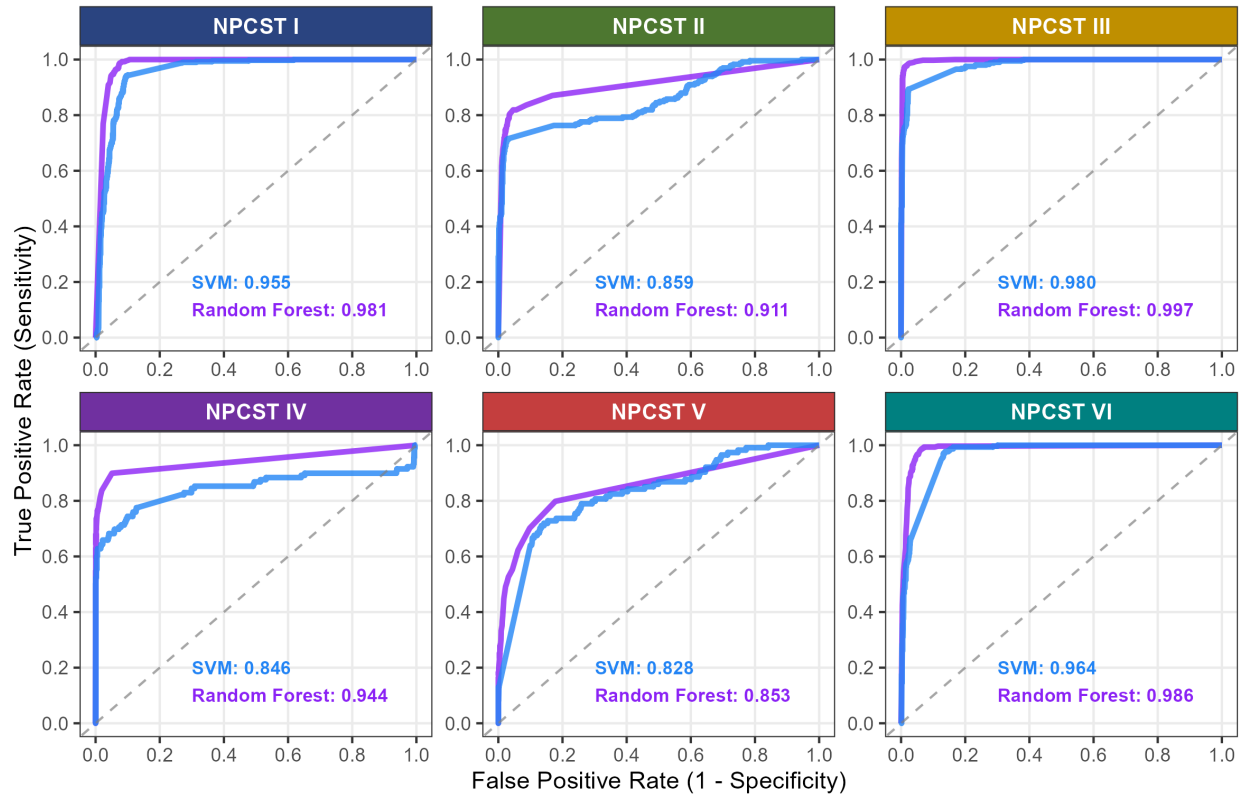 NPCST I
NPCST II
NPCST III
1.0
0.8
0.6
0.4
0.2
0.0
SVM: 0.955
Random Forest: 0.981
0.0 0.2 0.4 0.6 0.8 1.0
1.0
0.8
0.6
0.4
0.2
0.0
SVM: 0.859
Random Forest: 0.911
0.0 0.2 0.4 0.6 0.8 1.0
1.0
0.8
0.6
0.4
0.2
0.0
SVM: 0.980
Random Forest: 0.997
0.0 0.2 0.4 0.6 0.8 1.0
True Positive Rate (Sensitivity)
NPCST IV
NPCST V
NPCST VI
1.0
0.8
0.6
0.4
0.2
0.0
SVM: 0.846
Random Forest: 0.944
0.0 0.2 0.4 0.6 0.8 1.0
1.0
0.8
0.6
0.4
0.2
0.0
SVM: 0.828
Random Forest: 0.853
0.0 0.2 0.4 0.6 0.8 1.0
1.0
0.8
0.6
0.4
0.2
0.0
SVM: 0.964
Random Forest: 0.986
0.0 0.2 0.4 0.6 0.8 1.0
False Positive Rate (1 - Specificity)